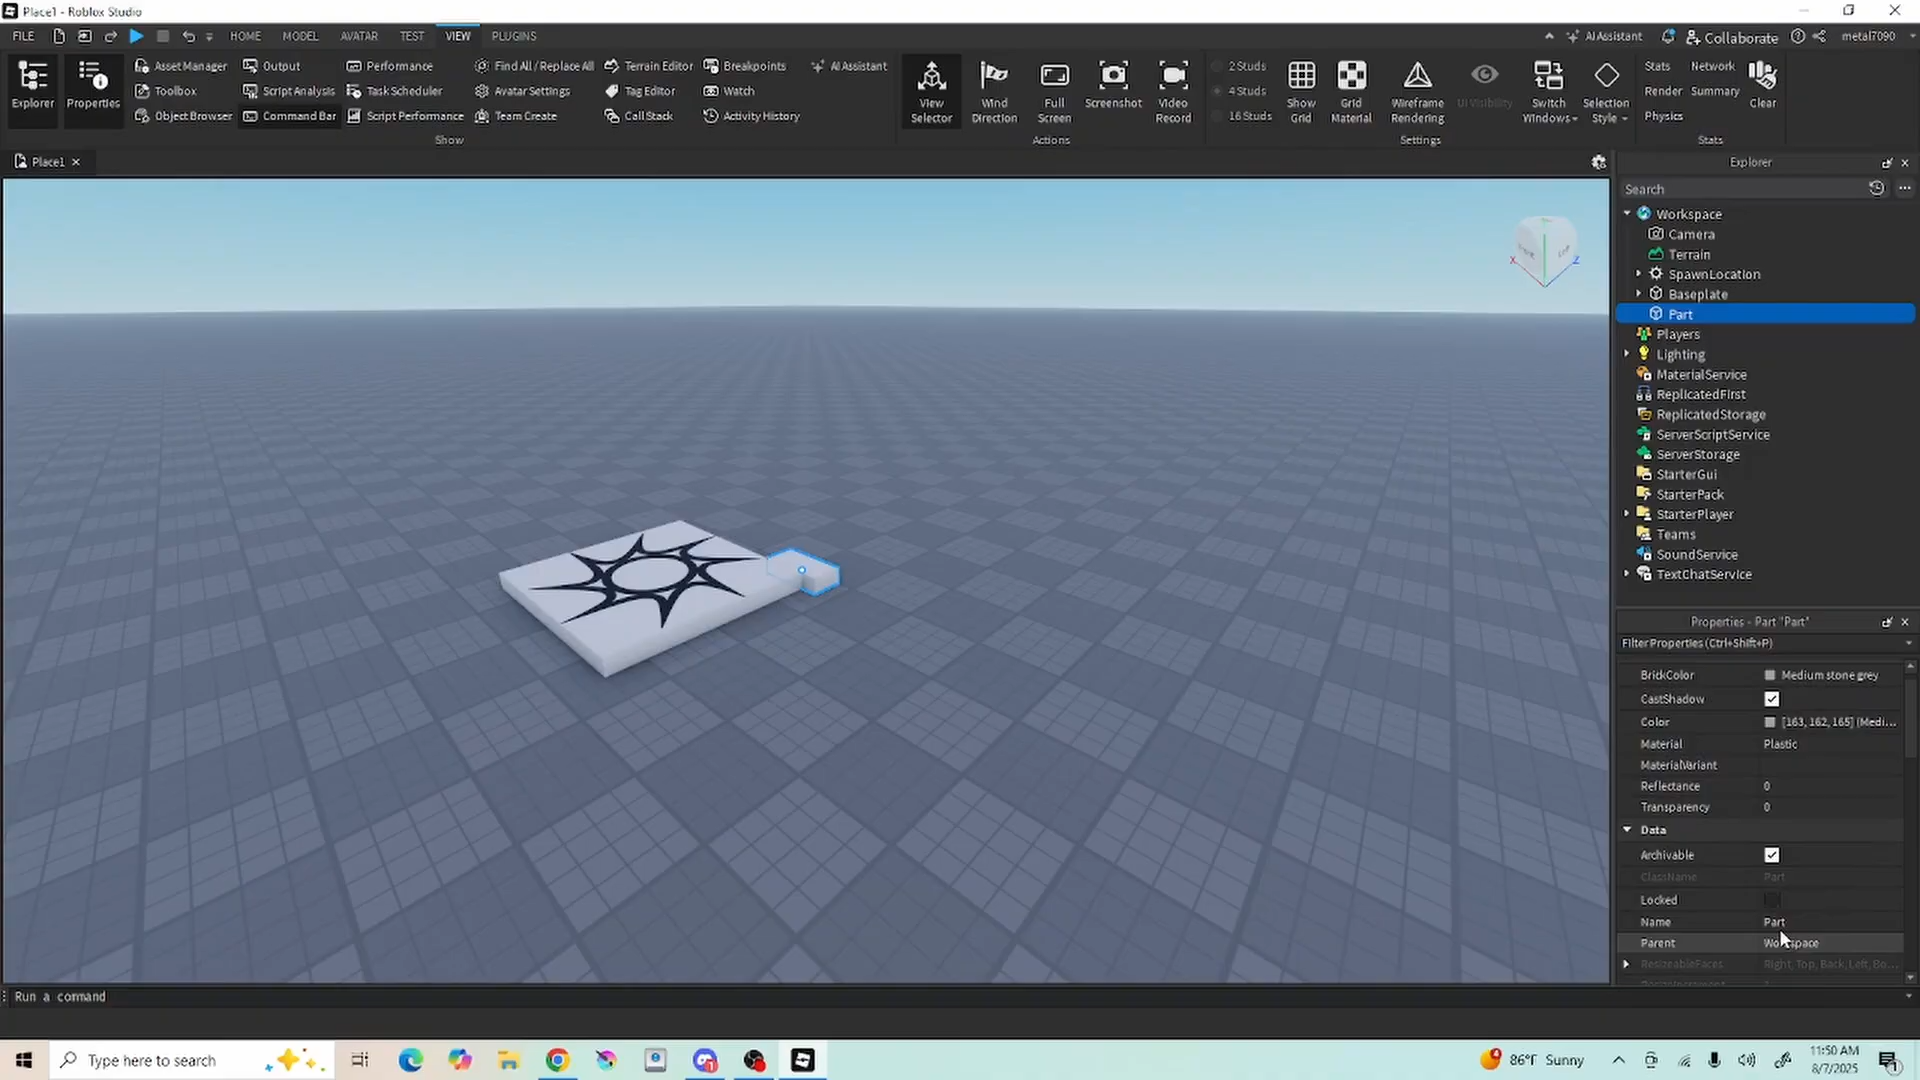 Place1 - Roblox Studio
FILE HOME MODEL AVATAR TEST VIEW PLUGINS AI Assistant Collaborate metal7090
Explorer
Properties
Asset Manager
Toolbox
Object Browser
Output
Script Analysis
Command Bar
Performance
Task Scheduler
Script Performance
Find All / Replace All
Avatar Settings
Team Create
Terrain Editor
Tag Editor
Call Stack
Breakpoints
Watch
Activity History
AI Assistant
Show
View
Selector
Wind
Direction
Full
Screen
Screenshot
Video
Record
Actions
2 Studs
4 Studs
16 Studs
Show
Grid
Grid
Material
Wireframe
Rendering
UI Visibility
Switch
Windows
Selection
Style
Settings
Stats Network
Render Summary
Physics
Clear
Stats
Place1
X
Z
Explorer
Search
Workspace
Camera
Terrain
SpawnLocation
Baseplate
Part
Players
Lighting
MaterialService
ReplicatedFirst
ReplicatedStorage
ServerScriptService
ServerStorage
StarterGui
StarterPack
StarterPlayer
Teams
SoundService
TextChatService
Properties - Part "Part"
Filter Properties (Ctrl+Shift+P)
BrickColor Medium stone grey
CastShadow
Color [163, 162, 165] (Medi...
Material Plastic
MaterialVariant
Reflectance 0
Transparency 0
Data
Archivable
ClassName Part
Locked
Name Part
Parent Workspace
ResizeableFaces Right, Top, Back, Left, Bo...
Run a command
Type here to search
86°F Sunny
11:50 AM
8/7/2025